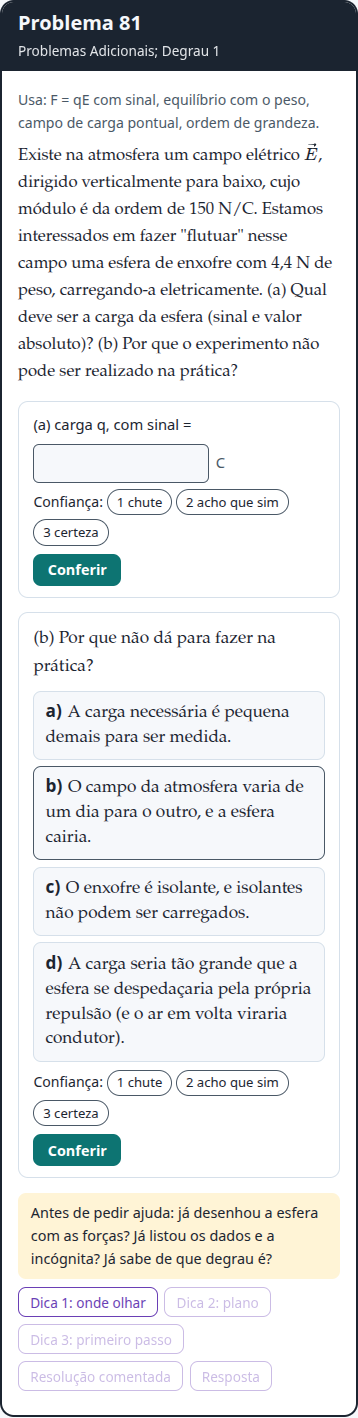 Problema 81
Problemas Adicionais; Degrau 1
Usa: F = qE com sinal, equilíbrio com o peso,
campo de carga pontual, ordem de grandeza.
Existe na atmosfera um campo elétrico E⃗,
dirigido verticalmente para baixo, cujo
módulo é da ordem de 150 N/C. Estamos
interessados em fazer "flutuar" nesse
campo uma esfera de enxofre com 4,4 N de
peso, carregando-a eletricamente. (a) Qual
deve ser a carga da esfera (sinal e valor
absoluto)? (b) Por que o experimento não
pode ser realizado na prática?
(a) carga q, com sinal =
C
Confiança: 1 chute 2 acho que sim
3 certeza
Conferir
(b) Por que não dá para fazer na
prática?
a) A carga necessária é pequena
demais para ser medida.
b) O campo da atmosfera varia de
um dia para o outro, e a esfera
cairia.
c) O enxofre é isolante, e isolantes
não podem ser carregados.
d) A carga seria tão grande que a
esfera se despedaçaria pela própria
repulsão (e o ar em volta viraria
condutor).
Confiança: 1 chute 2 acho que sim
3 certeza
Conferir
Antes de pedir ajuda: já desenhou a esfera
com as forças? Já listou os dados e a
incógnita? Já sabe de que degrau é?
Dica 1: onde olhar Dica 2: plano
Dica 3: primeiro passo
Resolução comentada Resposta